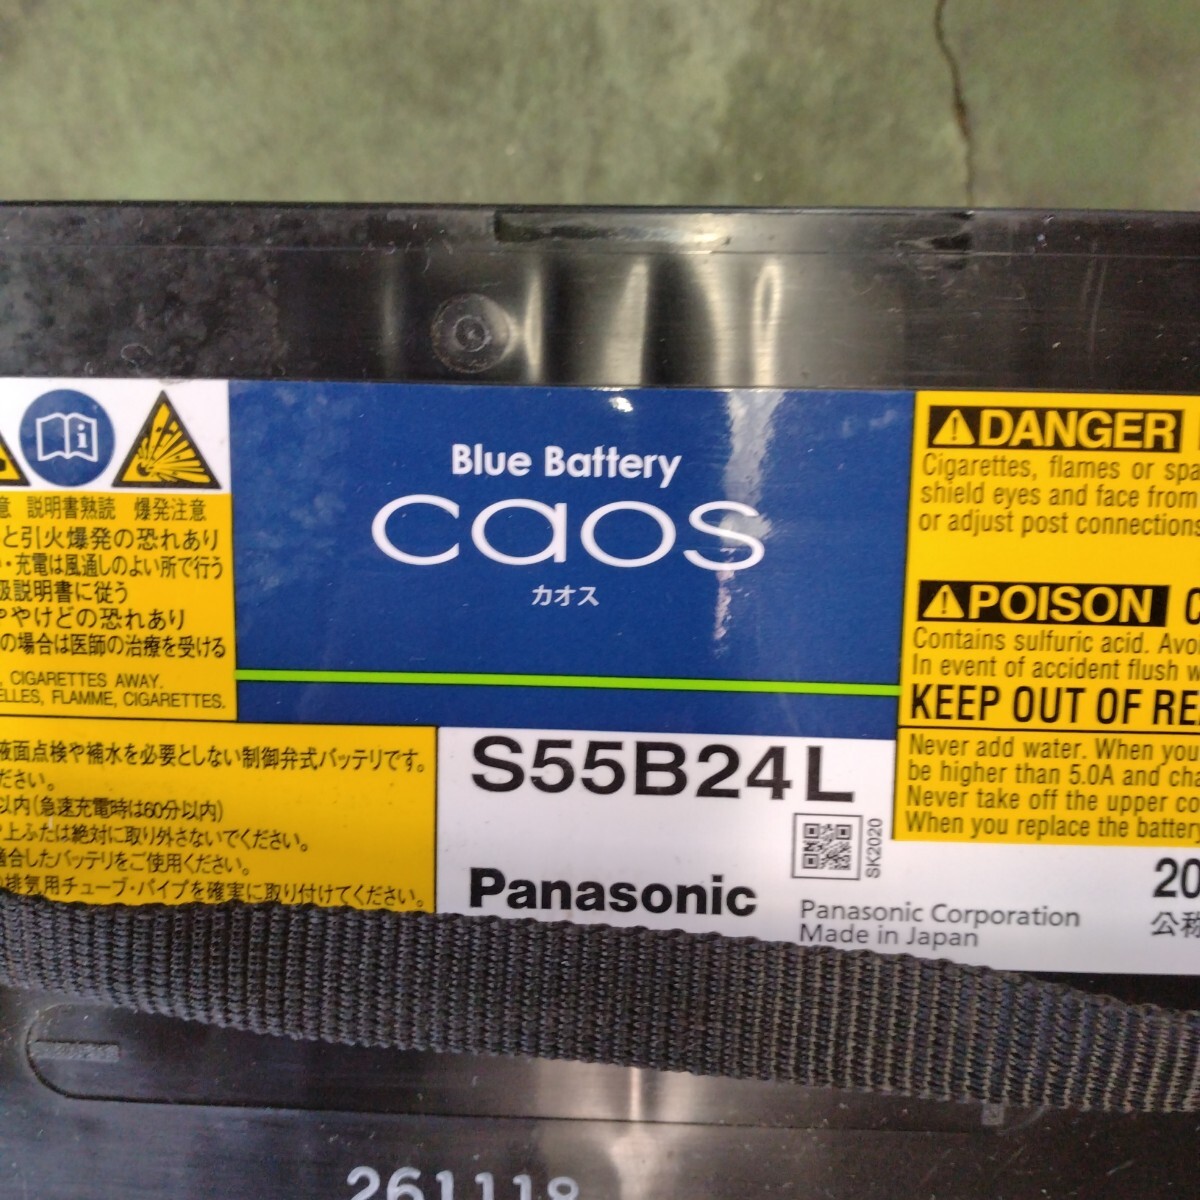 意 説明書熟読 爆発注意
と引火爆発の恐れあり
・充電は風通しのよい所で行う
扱説明書に従う
やけどの恐れあり
の場合は医師の治療を受ける
CIGARETTES AWAY.
FLAMME, CIGARETTES.
液面点検や補水を必要としない制御弁式バッテリです。
ださい。
以内(急速充電時は60分以内)
上ふたは絶対に取り外さないでください。
適合したバッテリをご使用ください。
排気用チューブ・パイプを確実に取り付けてください。
Blue Battery
caos
カオス
S55B24L
SK2020
Panasonic
Panasonic Corporation
Made in Japan
DANGER
Cigarettes, flames or
shield eyes and face from
or adjust post connections
POISON
Contains sulfuric acid.
In event of accident flush
KEEP OUT OF
Never add water. When you
be higher than 5.0A and
Never take off the upper
When you replace the battery
20
公称
261118